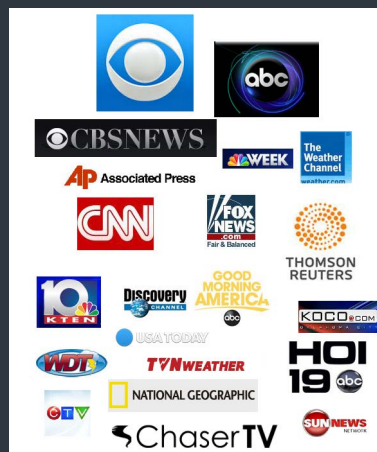 abc
CBSNEWS
WEEK
The
Weather
Channel
weather.com
AP Associated Press
CNN
FOX
NEWS
.com
Fair & Balanced
THOMSON
REUTERS
10
KTEN
Discovery
CHANNEL
GOOD
MORNING
AMERICA
abc
KOCO.COM
OKLAHOMA CITY
USA TODAY
WDT
TVNWEATHER
HOI
19 abc
NATIONAL GEOGRAPHIC
CTV
SUN NEWS
NETWORK
ChaserTV